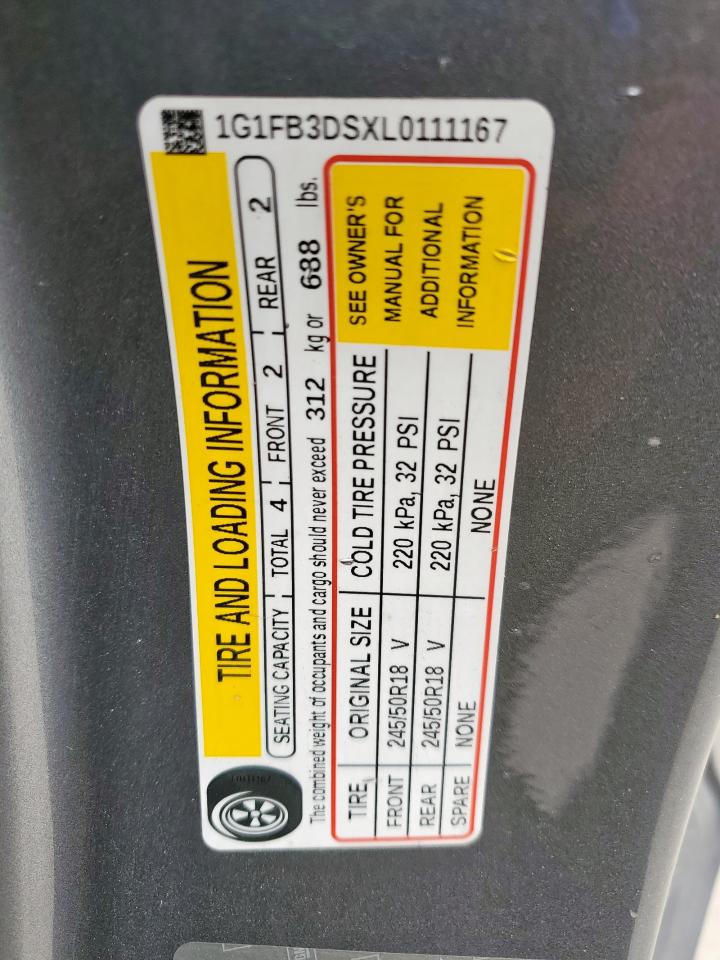 1G1FB3DSXL0111167
TIRE AND LOADING INFORMATION
SEATING CAPACITY TOTAL 4 FRONT 2 REAR 2
The combined weight of occupants and cargo should never exceed 312 kg or 688 lbs.
TIRE ORIGINAL SIZE COLD TIRE PRESSURE
FRONT 245/50R18 V 220 kPa, 32 PSI
REAR 245/50R18 V 220 kPa, 32 PSI
SPARE NONE NONE
SEE OWNER'S
MANUAL FOR
ADDITIONAL
INFORMATION